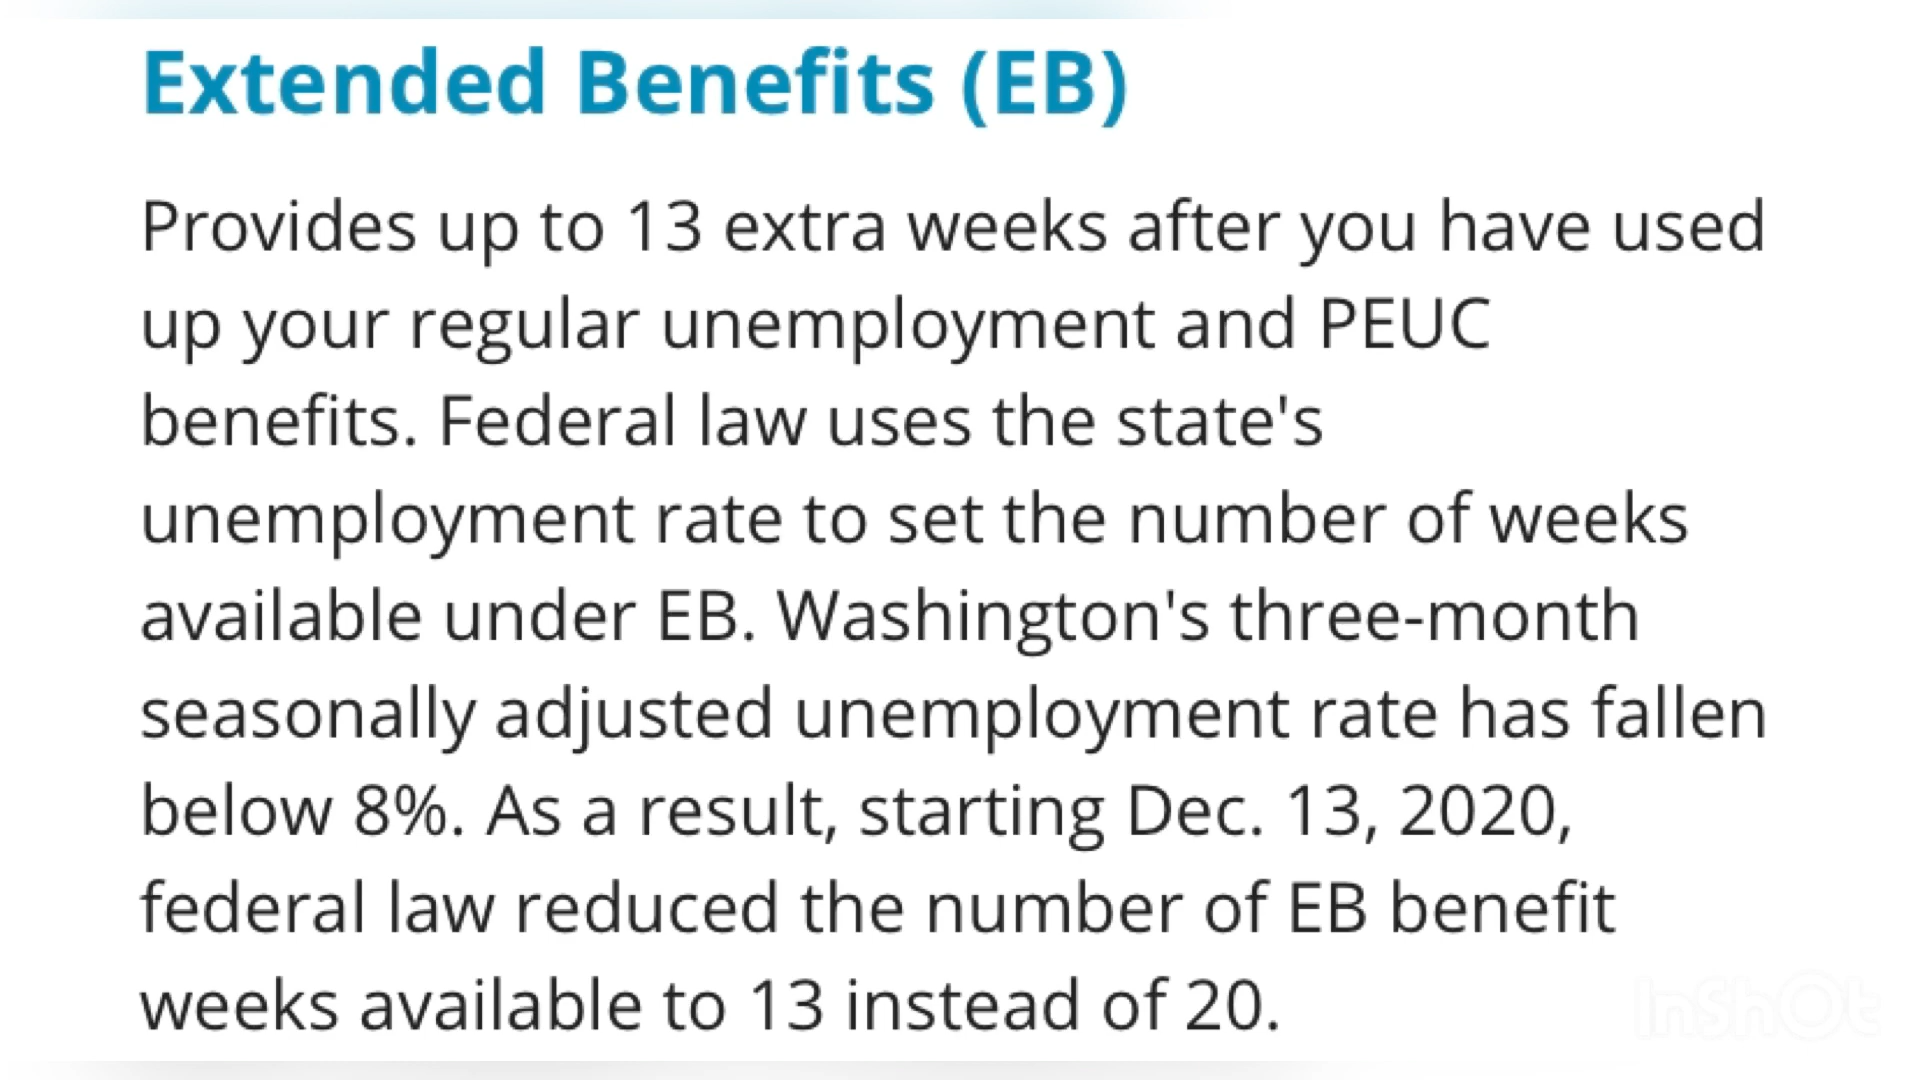 Extended Benefits (EB)
Provides up to 13 extra weeks after you have used
up your regular unemployment and PEUC
benefits. Federal law uses the state's
unemployment rate to set the number of weeks
available under EB. Washington's three-month
seasonally adjusted unemployment rate has fallen
below 8%. As a result, starting Dec. 13, 2020,
federal law reduced the number of EB benefit
weeks available to 13 instead of 20.
InShOt